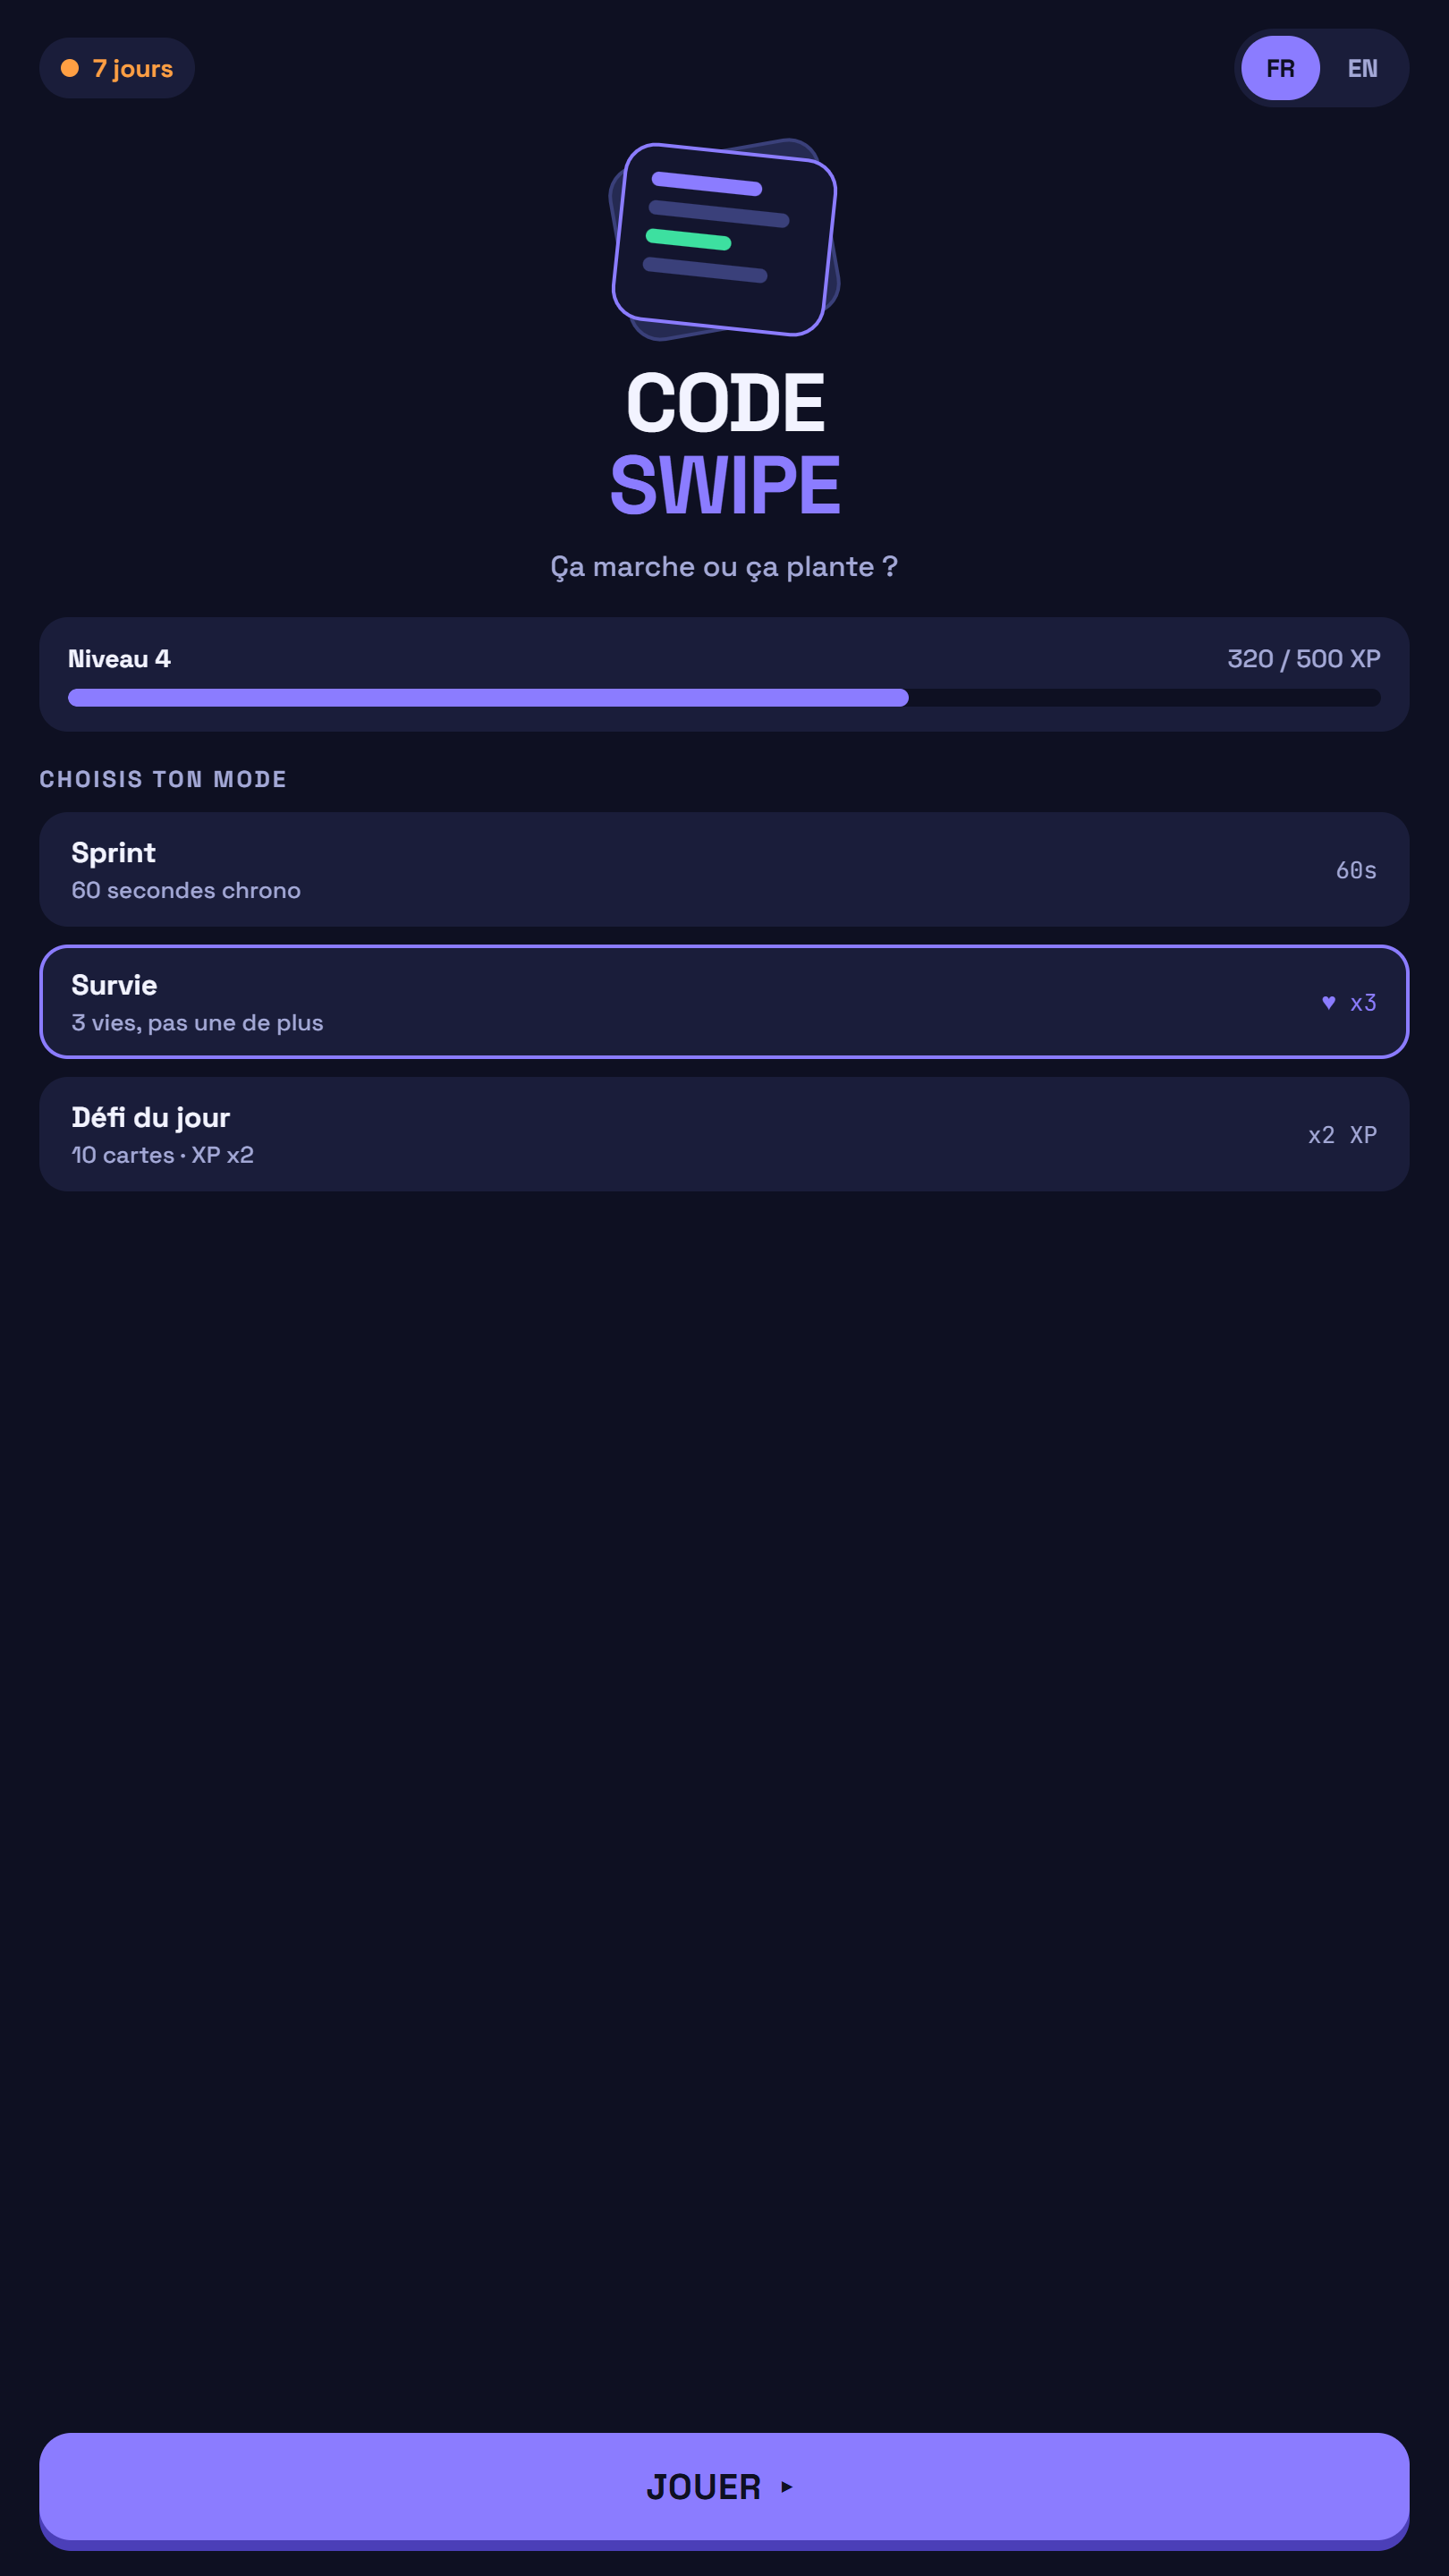 7 jours
FR EN
CODE
SWIPE
Ça marche ou ça plante ?
Niveau 4 320 / 500 XP
CHOISIS TON MODE
Sprint
60 secondes chrono
60s
Survie
3 vies, pas une de plus
♥ x3
Défi du jour
10 cartes · XP x2
x2 XP
JOUER ▸